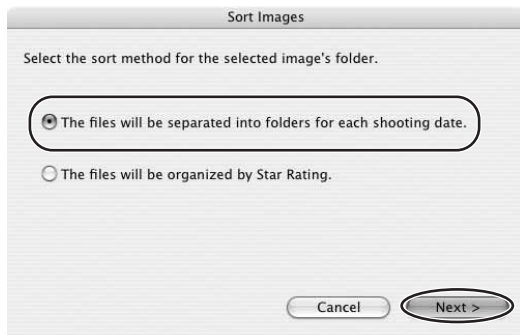 Sort Images
Select the sort method for the selected image's folder.
The files will be separated into folders for each shooting date.
The files will be organized by Star Rating.
Cancel
Next >